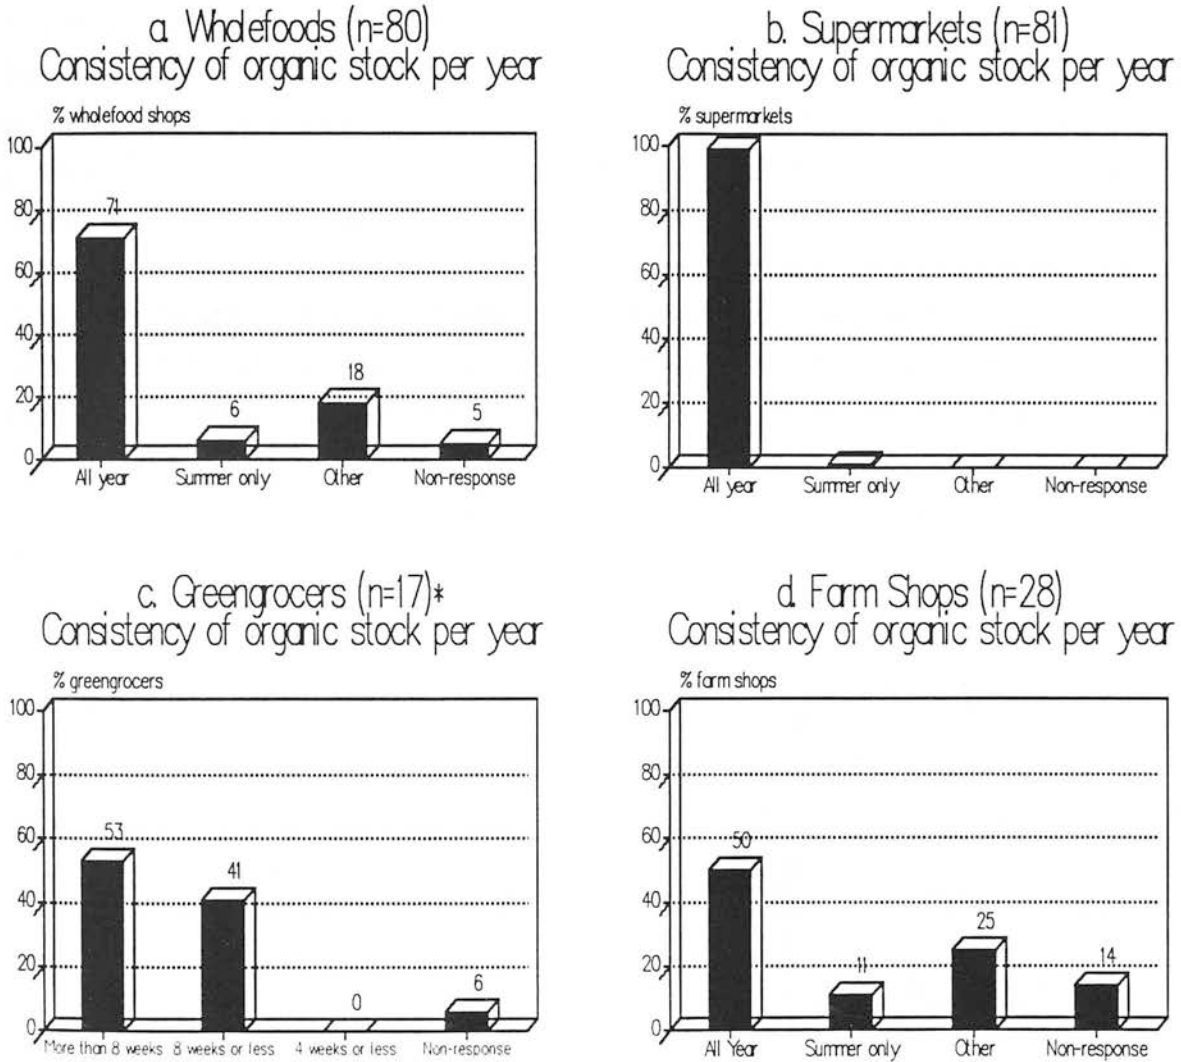 a. Wholefoods (n=80)
Consistency of organic stock per year
% wholefood shops
100
80
60
40
20
0
71
6
18
5
All year Summer only Other Non-response
b. Supermarkets (n=81)
Consistency of organic stock per year
% supermarkets
100
80
60
40
20
0
All year Summer only Other Non-response
c. Greengrocers (n=17)*
Consistency of organic stock per year
% greengrocers
100
80
60
40
20
0
53
41
0
6
More than 8 weeks 8 weeks or less 4 weeks or less Non-response
d. Farm Shops (n=28)
Consistency of organic stock per year
% farm shops
100
80
60
40
20
0
50
11
25
14
All Year Summer only Other Non-response